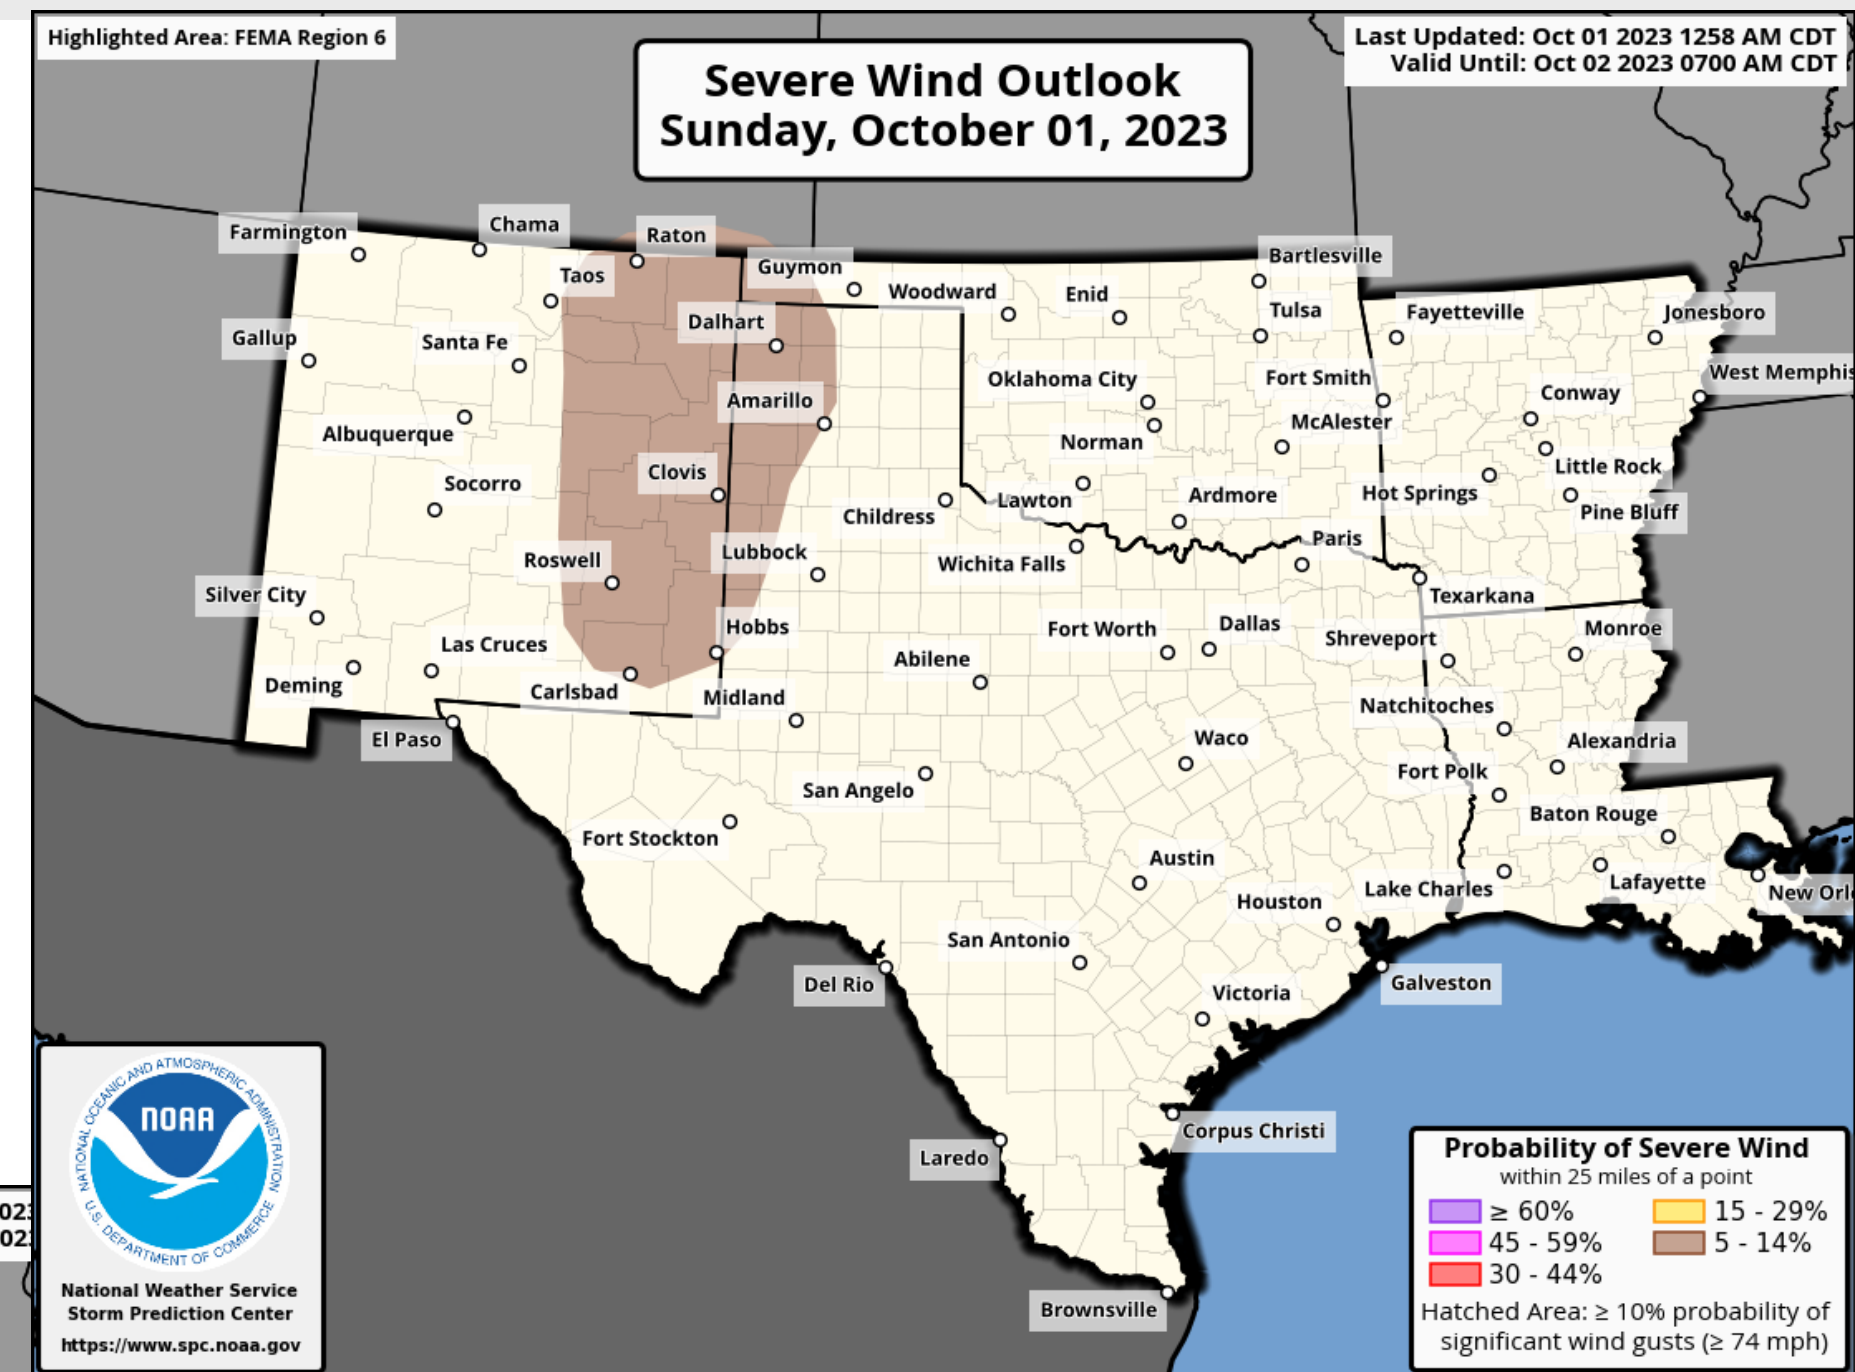 Highlighted Area: FEMA Region 6
Last Updated: Oct 01 2023 1258 AM CDT
Valid Until: Oct 02 2023 0700 AM CDT
Severe Wind Outlook
Sunday, October 01, 2023
Farmington
Chama
Raton
Taos
Guymon
Woodward
Enid
Bartlesville
Tulsa
Fayetteville
Jonesboro
Gallup
Santa Fe
Dalhart
Oklahoma City
Fort Smith
West Memphis
Albuquerque
Amarillo
Norman
McAlester
Conway
Socorro
Clovis
Childress
Lawton
Ardmore
Hot Springs
Little Rock
Pine Bluff
Roswell
Lubbock
Wichita Falls
Paris
Silver City
Texarkana
Las Cruces
Hobbs
Abilene
Fort Worth
Dallas
Shreveport
Monroe
Deming
Carlsbad
Midland
Natchitoches
El Paso
Waco
Alexandria
San Angelo
Fort Polk
Fort Stockton
Baton Rouge
Austin
Houston
Lake Charles
Lafayette
New Orl
San Antonio
Del Rio
Victoria
Galveston
Corpus Christi
Laredo
Brownsville
023
023
NATIONAL OCEANIC AND ATMOSPHERIC ADMINISTRATION
NOAA
U.S. DEPARTMENT OF COMMERCE
National Weather Service
Storm Prediction Center
https://www.spc.noaa.gov
Probability of Severe Wind
within 25 miles of a point
≥ 60%
15 - 29%
45 - 59%
5 - 14%
30 - 44%
Hatched Area: ≥ 10% probability of
significant wind gusts (≥ 74 mph)